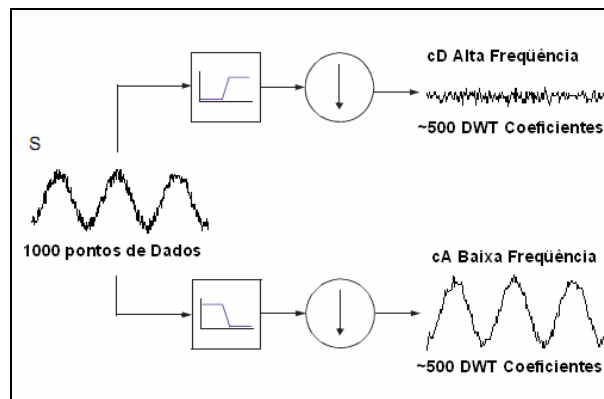 cD Alta Freqüência
~500 DWT Coeficientes
S
1000 pontos de Dados
cA Baixa Freqüência
~500 DWT Coeficientes